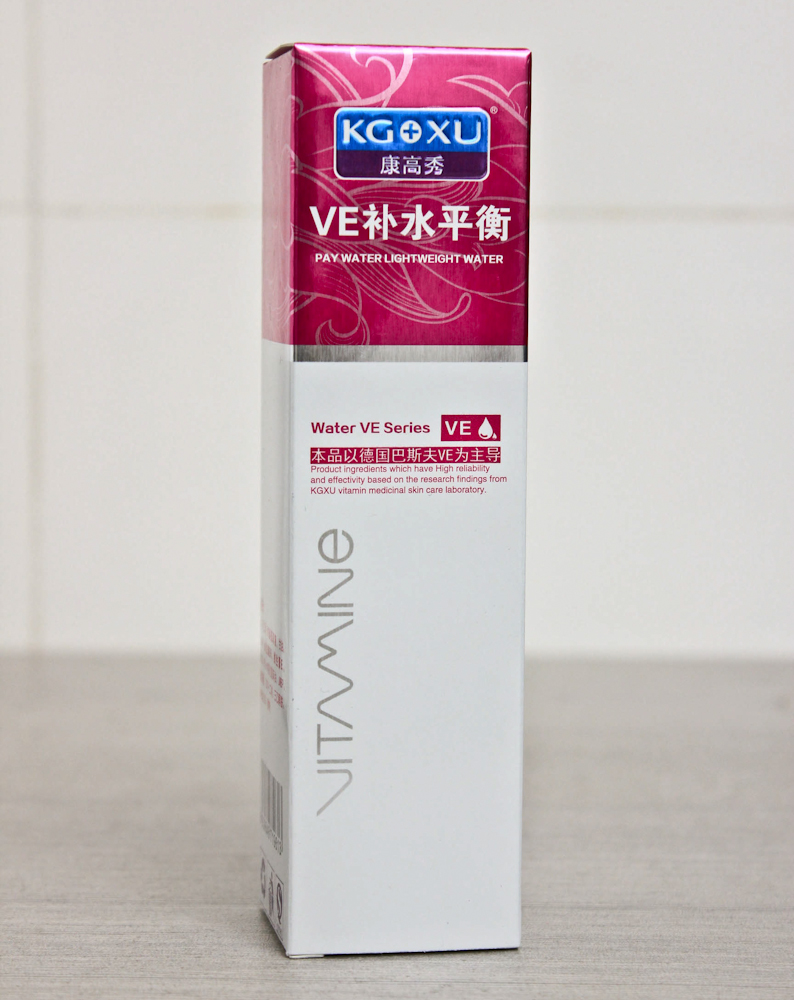 KGXU
®
康高秀
VE补水平衡
PAY WATER LIGHTWEIGHT WATER
Water VE Series
VE
本品以德国巴斯夫VE为主导
Product ingredients which have High reliability
and effectivity based on the research findings from
KGXU vitamin medicinal skin care laboratory.
VITAMINE